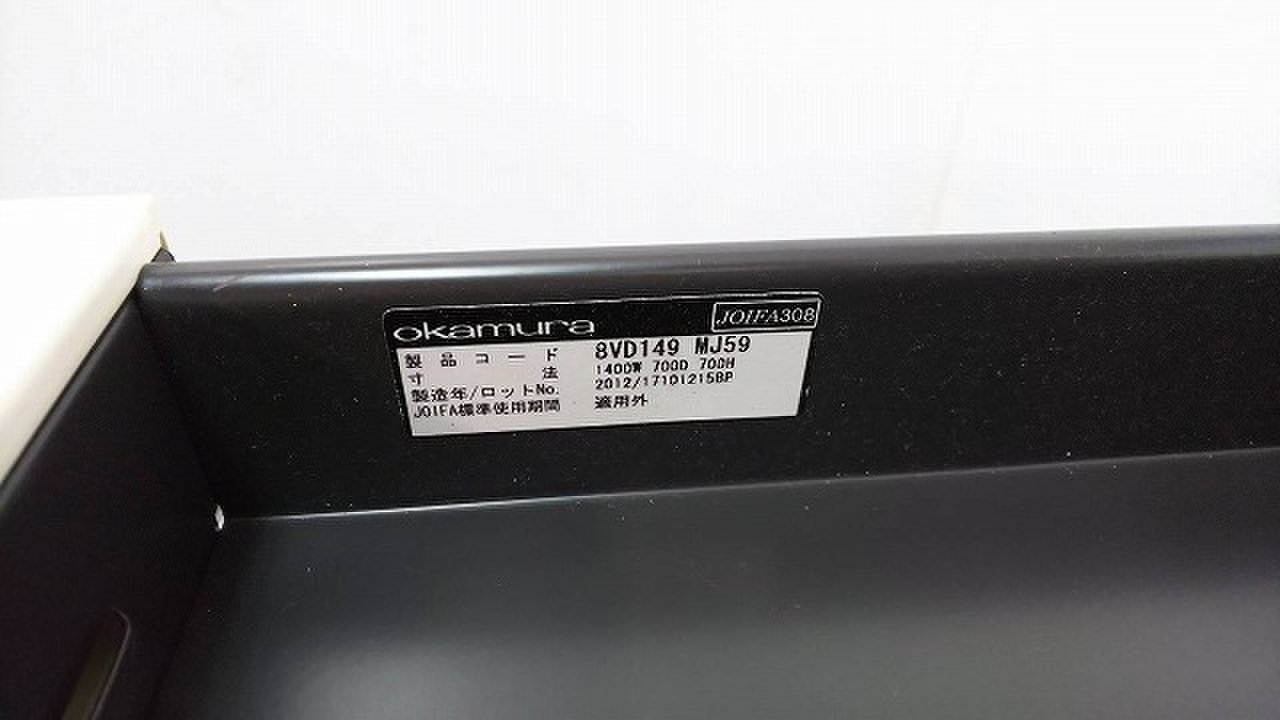 okamura JOIFA308
製品コード 8VD149 MJ59
寸法 1400W 700D 700H
製造年/ロットNo. 2012/171012158P
JOIFA標準使用期間 適用外